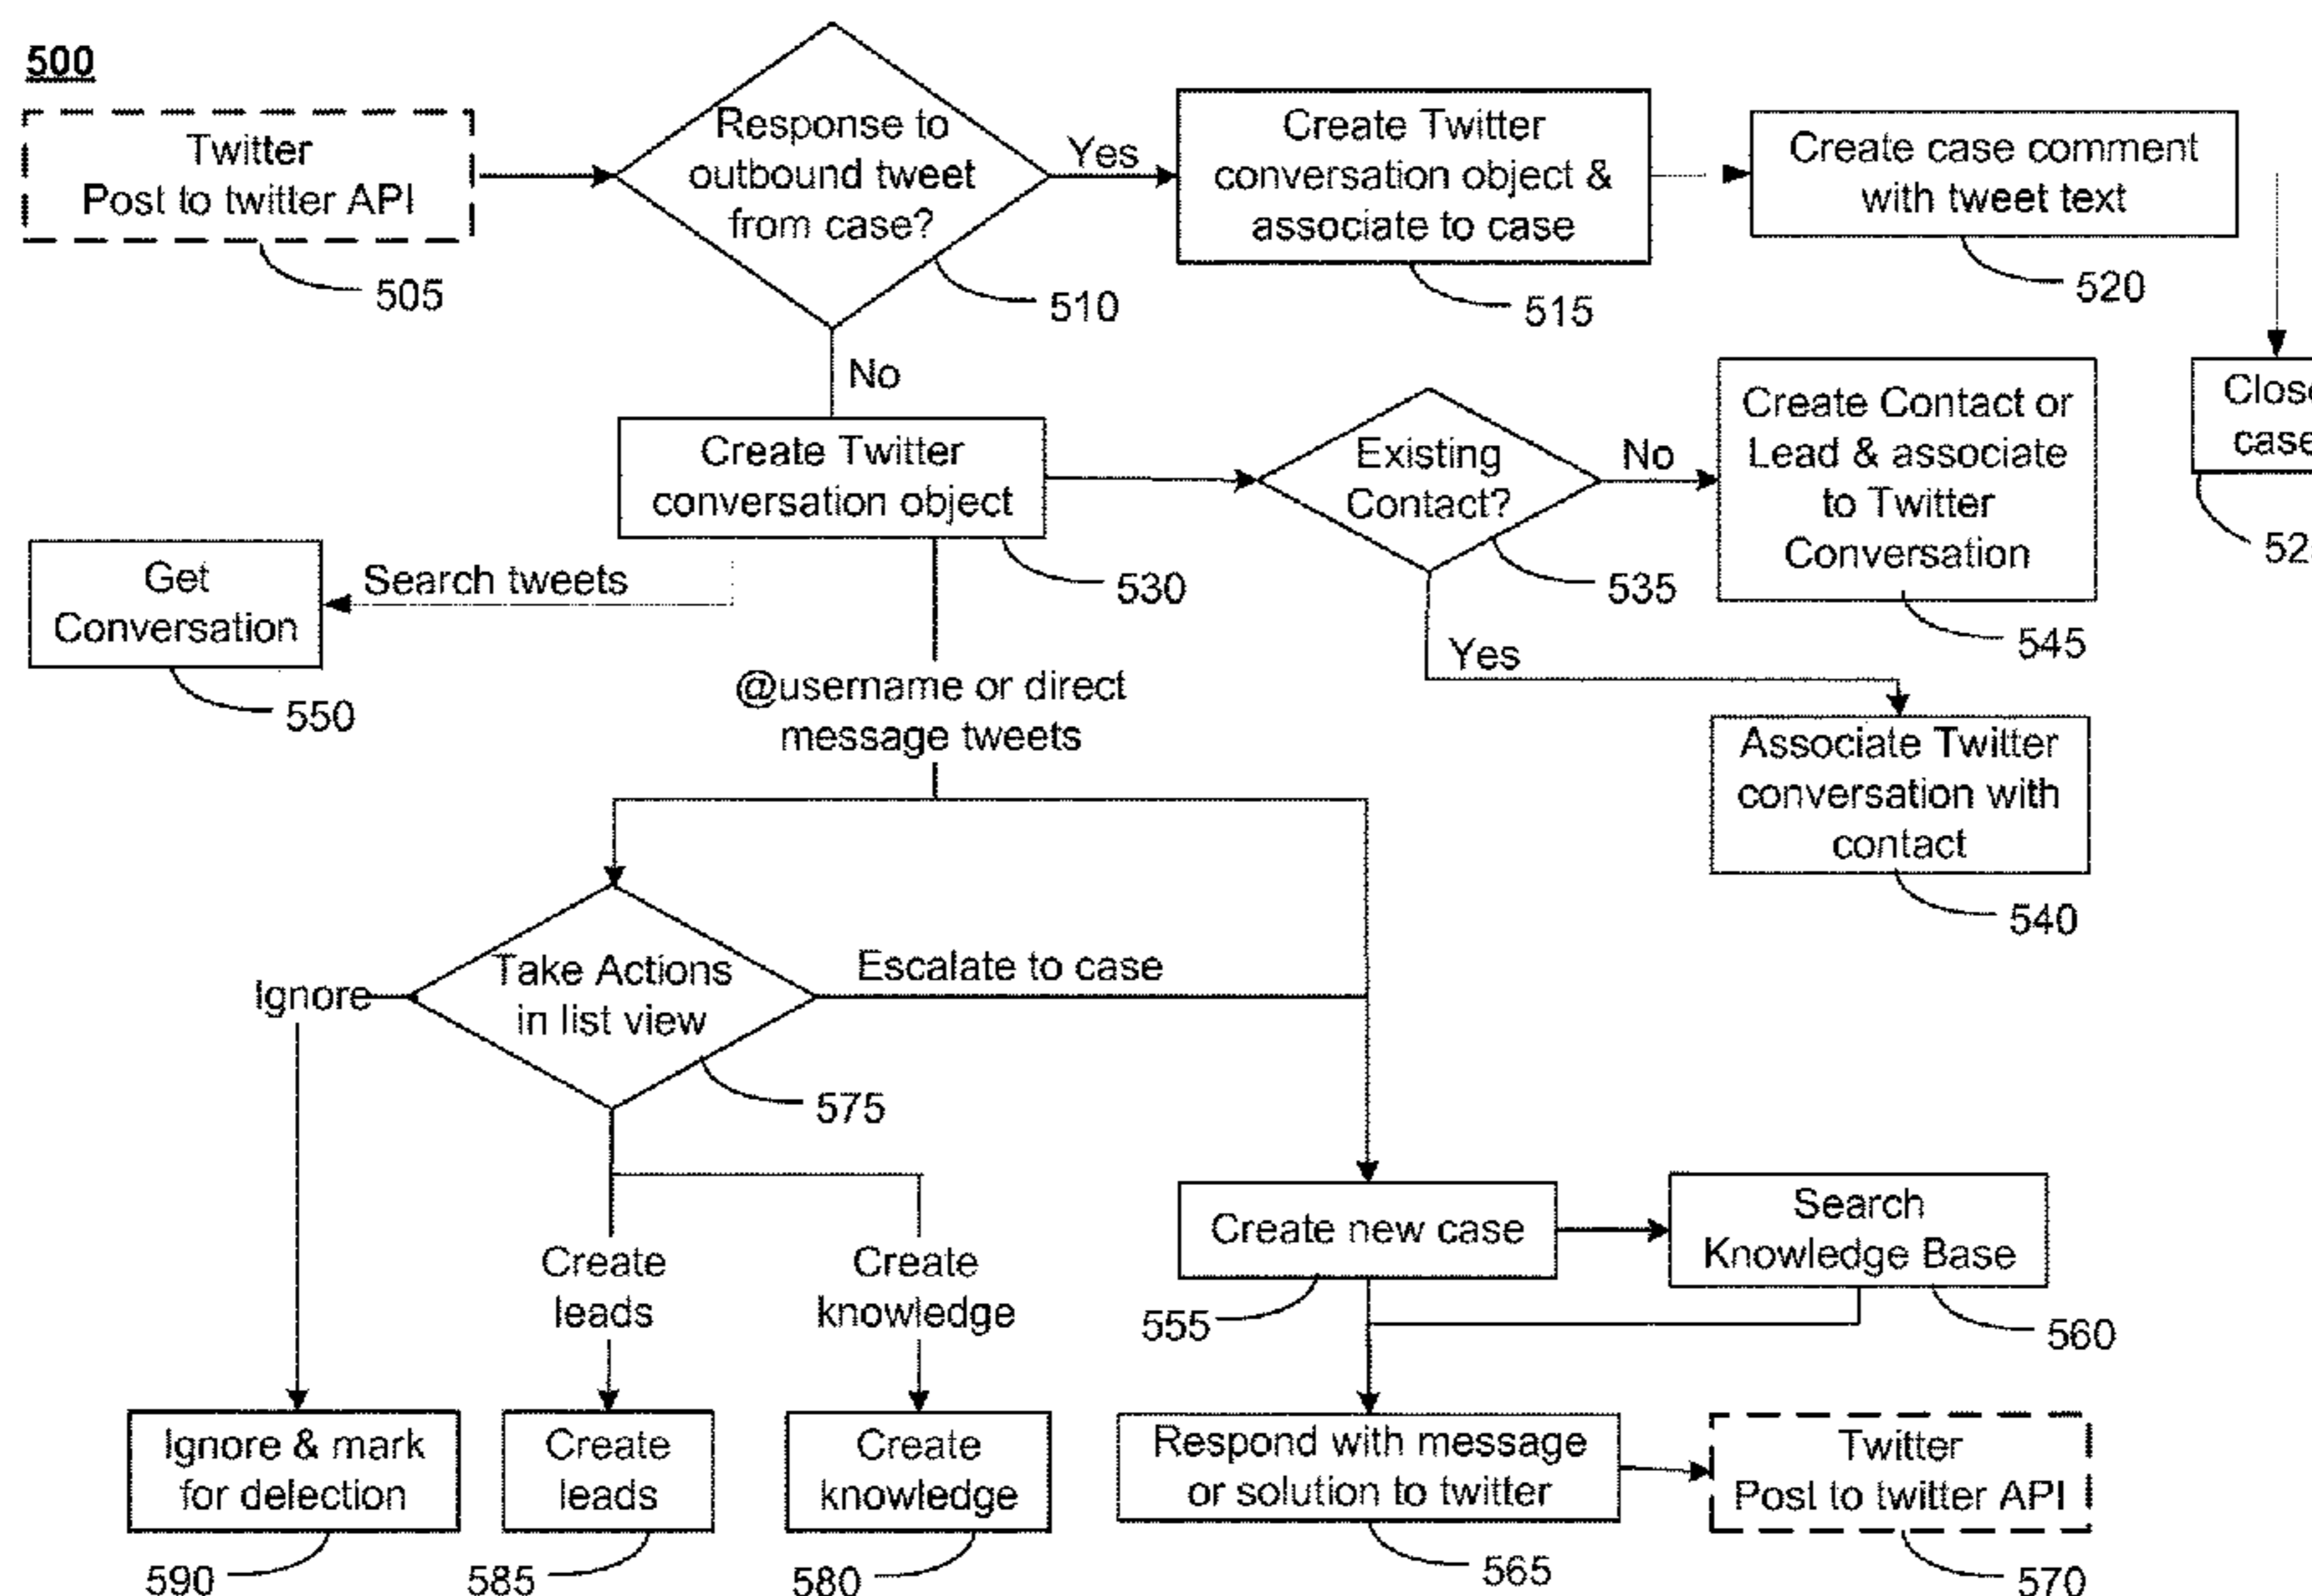 500
Twitter
Post to twitter API
505
Response to
outbound tweet
from case?
510
Yes
Create Twitter
conversation object &
associate to case
515
Create case comment
with tweet text
520
No
Create Twitter
conversation object
530
Existing
Contact?
535
No
Create Contact or
Lead & associate
to Twitter
Conversation
545
Yes
Associate Twitter
conversation with
contact
540
Search tweets
Get
Conversation
550
@username or direct
message tweets
Take Actions
in list view
575
Ignore
Escalate to case
Create
leads
Create
knowledge
Create new case
555
Search
Knowledge Base
560
Ignore & mark
for delection
590
Create
leads
585
Create
knowledge
580
Respond with message
or solution to twitter
565
Twitter
Post to twitter API
570